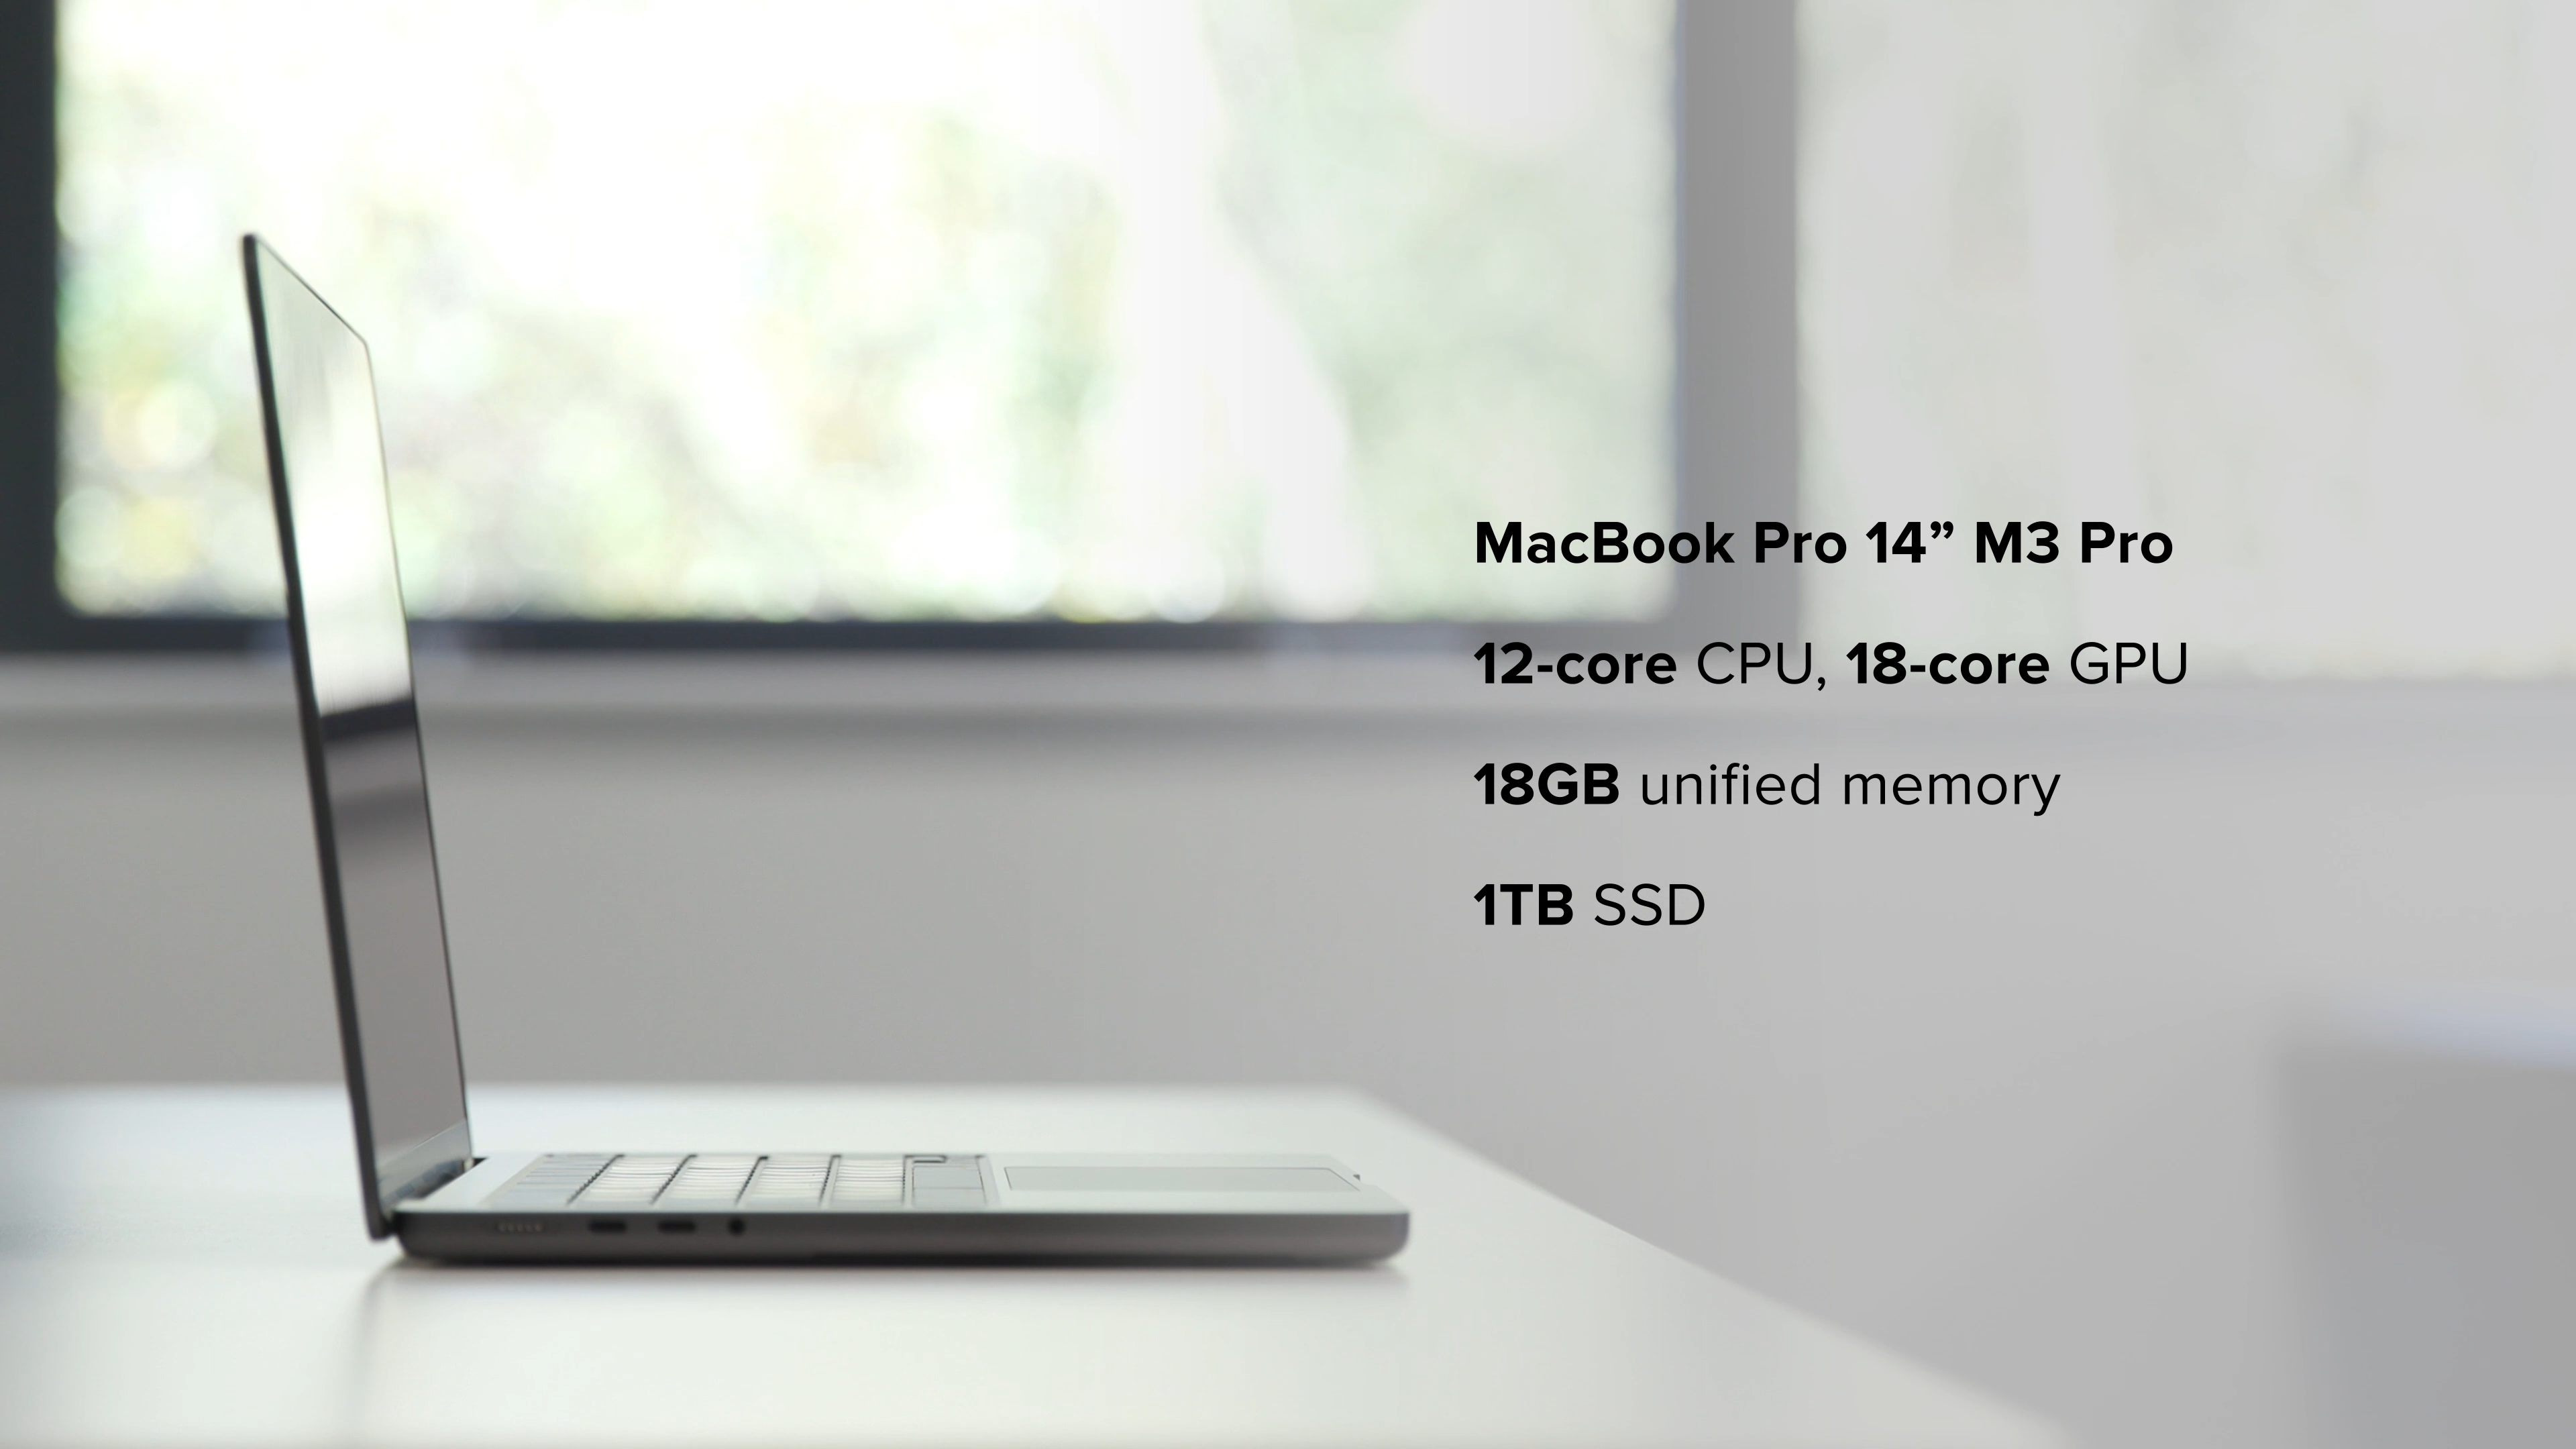 MacBook Pro 14” M3 Pro
12-core CPU, 18-core GPU
18GB unified memory
1TB SSD